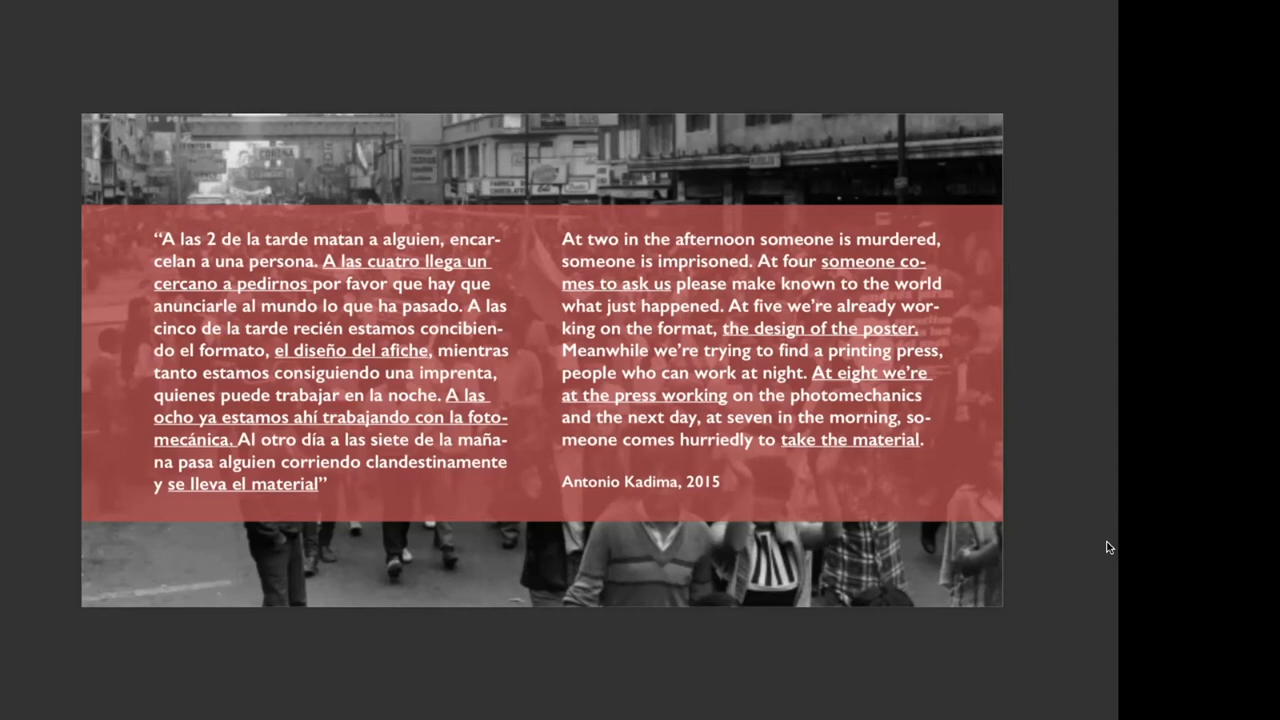 CORONA
“A las 2 de la tarde matan a alguien, encar-
celan a una persona. A las cuatro llega un
cercano a pedirnos por favor que hay que
anunciarle al mundo lo que ha pasado. A las
cinco de la tarde recién estamos concibien-
do el formato, el diseño del afiche, mientras
tanto estamos consiguiendo una imprenta,
quienes puede trabajar en la noche. A las
ocho ya estamos ahí trabajando con la foto-
mecánica. Al otro día a las siete de la maña-
na pasa alguien corriendo clandestinamente
y se lleva el material”
At two in the afternoon someone is murdered,
someone is imprisoned. At four someone co-
mes to ask us please make known to the world
what just happened. At five we’re already wor-
king on the format, the design of the poster.
Meanwhile we’re trying to find a printing press,
people who can work at night. At eight we’re
at the press working on the photomechanics
and the next day, at seven in the morning, so-
meone comes hurriedly to take the material.
Antonio Kadima, 2015